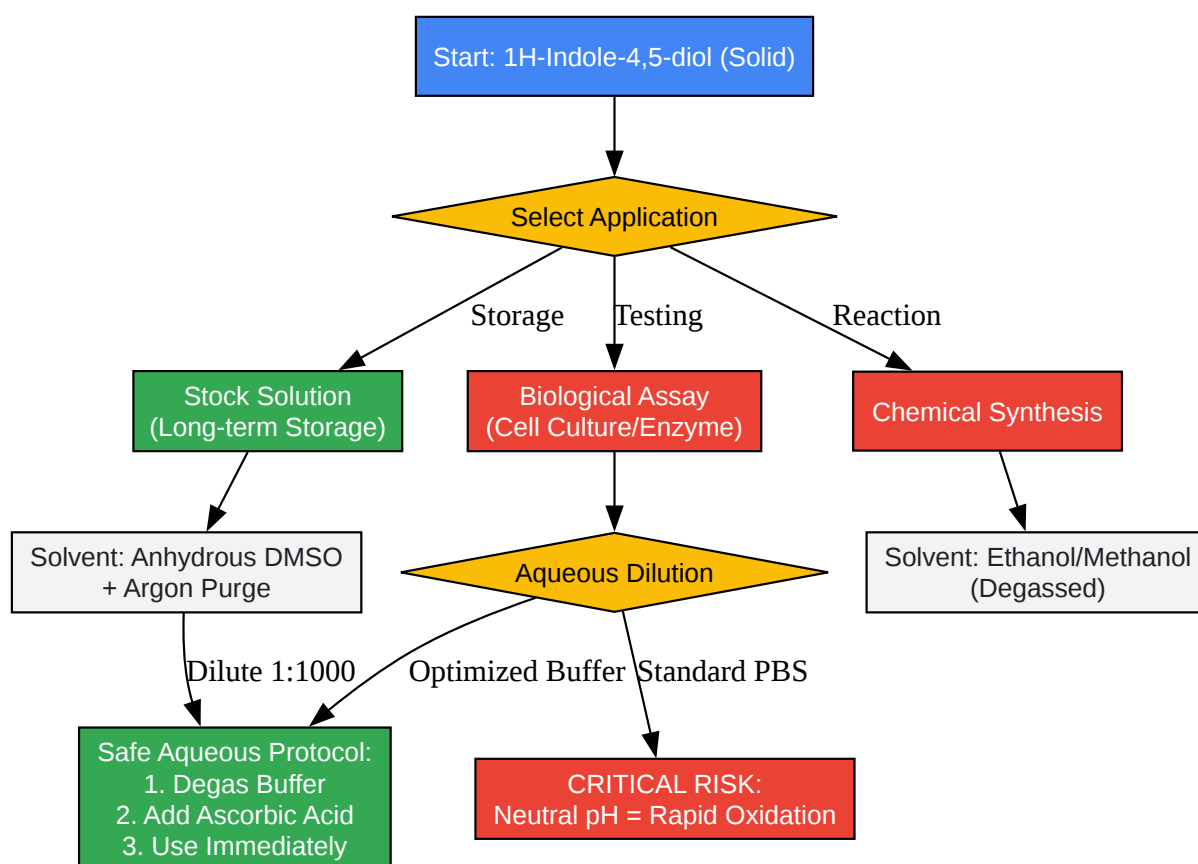 Start: 1H-Indole-4,5-diol (Solid)
Select Application
Storage
Testing
Reaction
Stock Solution
(Long-term Storage)
Biological Assay
(Cell Culture/Enzyme)
Chemical Synthesis
Solvent: Anhydrous DMSO
+ Argon Purge
Aqueous Dilution
Solvent: Ethanol/Methanol
(Degassed)
Dilute 1:1000
Optimized Buffer
Standard PBS
Safe Aqueous Protocol:
1. Degas Buffer
2. Add Ascorbic Acid
3. Use Immediately
CRITICAL RISK:
Neutral pH = Rapid Oxidation